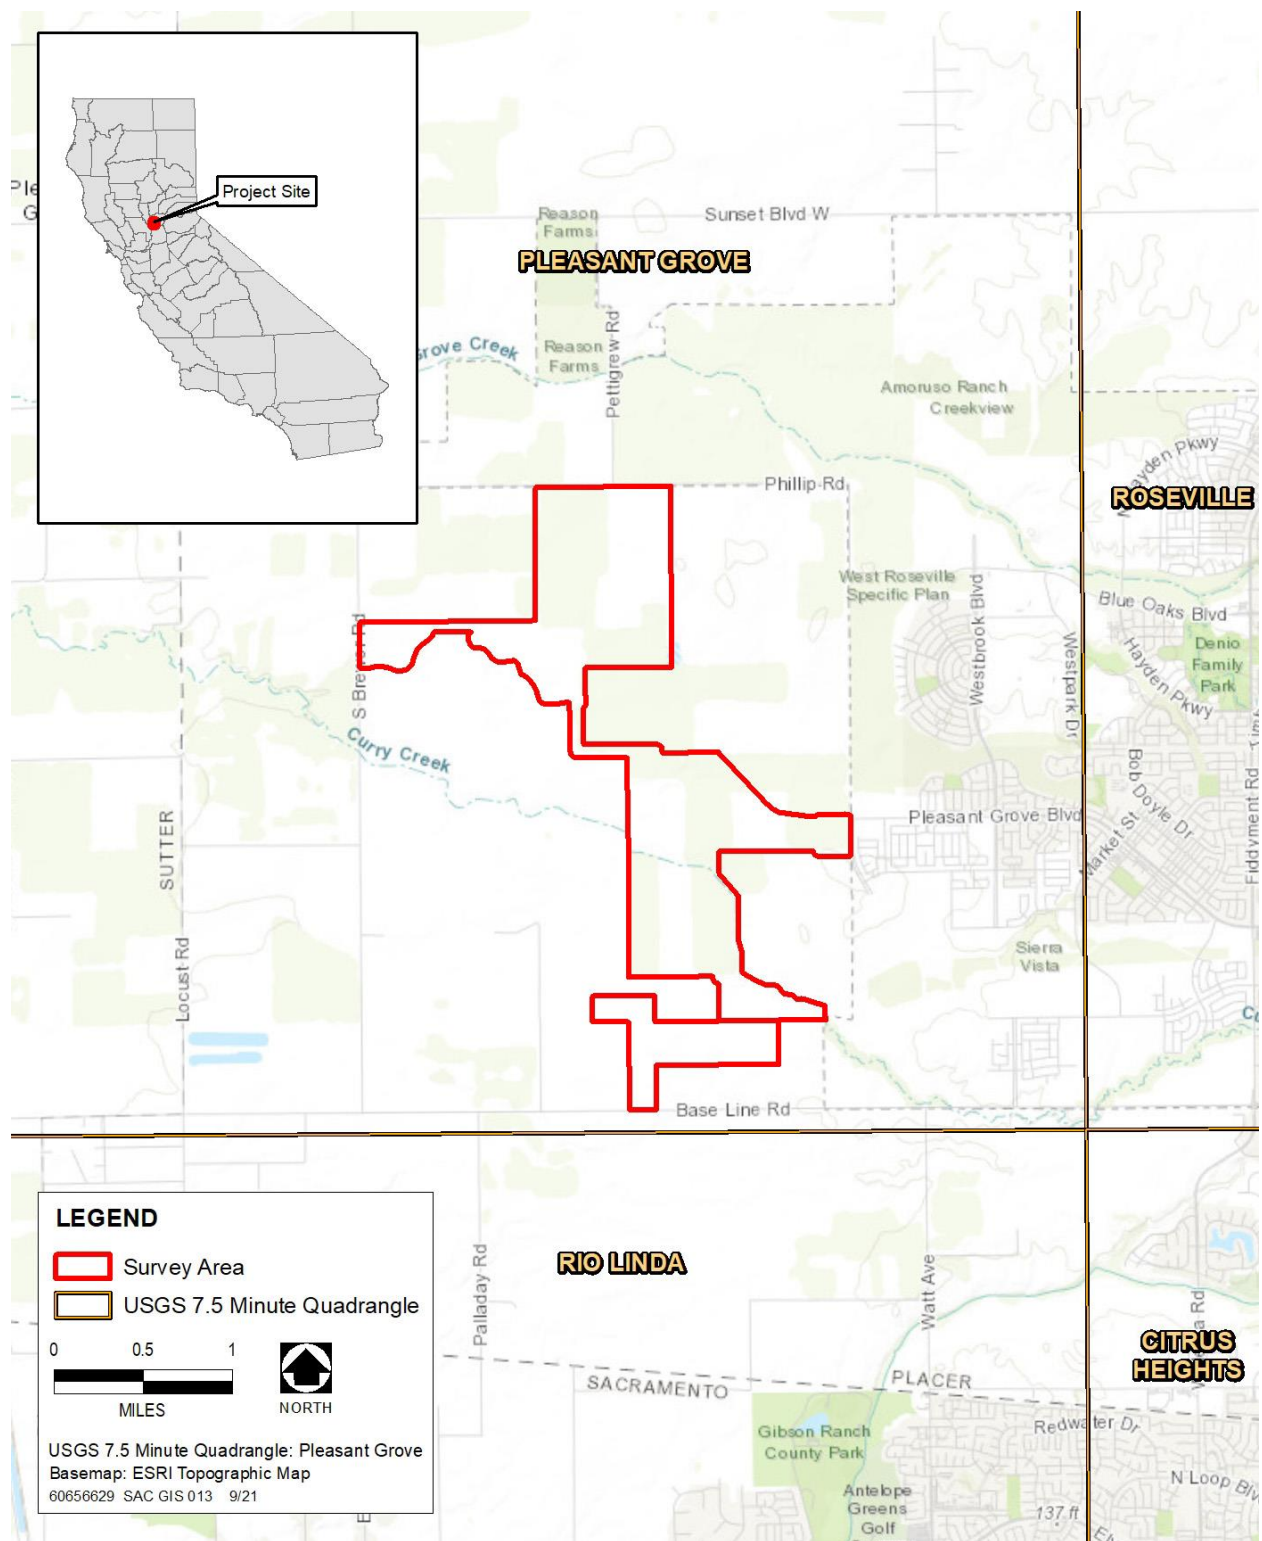 Project Site
Ple
G
Reason
Farms
Sunset Blvd W
PLEASANT GROVE
Pettigrew Rd
Grove Creek
Reason
Farms
Amoruso Ranch
Creekview
Phillip Rd
ROSEVILLE
West Roseville
Specific Plan
Westbrook Blvd
Blue Oaks Blvd
Denio
Family
Park
Hayden Pkwy
Westpark Dr
S Brewer Rd
Curry Creek
Bob Doyle Dr
Pleasant Grove Blvd
Market St
Fiddyment Rd
SUTTER
Sierra
Vista
Locust Rd
Base Line Rd
LEGEND
Survey Area
USGS 7.5 Minute Quadrangle
0 0.5 1
MILES
NORTH
USGS 7.5 Minute Quadrangle: Pleasant Grove
Basemap: ESRI Topographic Map
60656629 SAC GIS 013 9/21
Palladay Rd
RIO LINDA
Watt Ave
CITRUS
HEIGHTS
SACRAMENTO
PLACER
Gibson Ranch
County Park
Redwater Dr
Antelope
Greens
Golf
N Loop Blv
137 ft